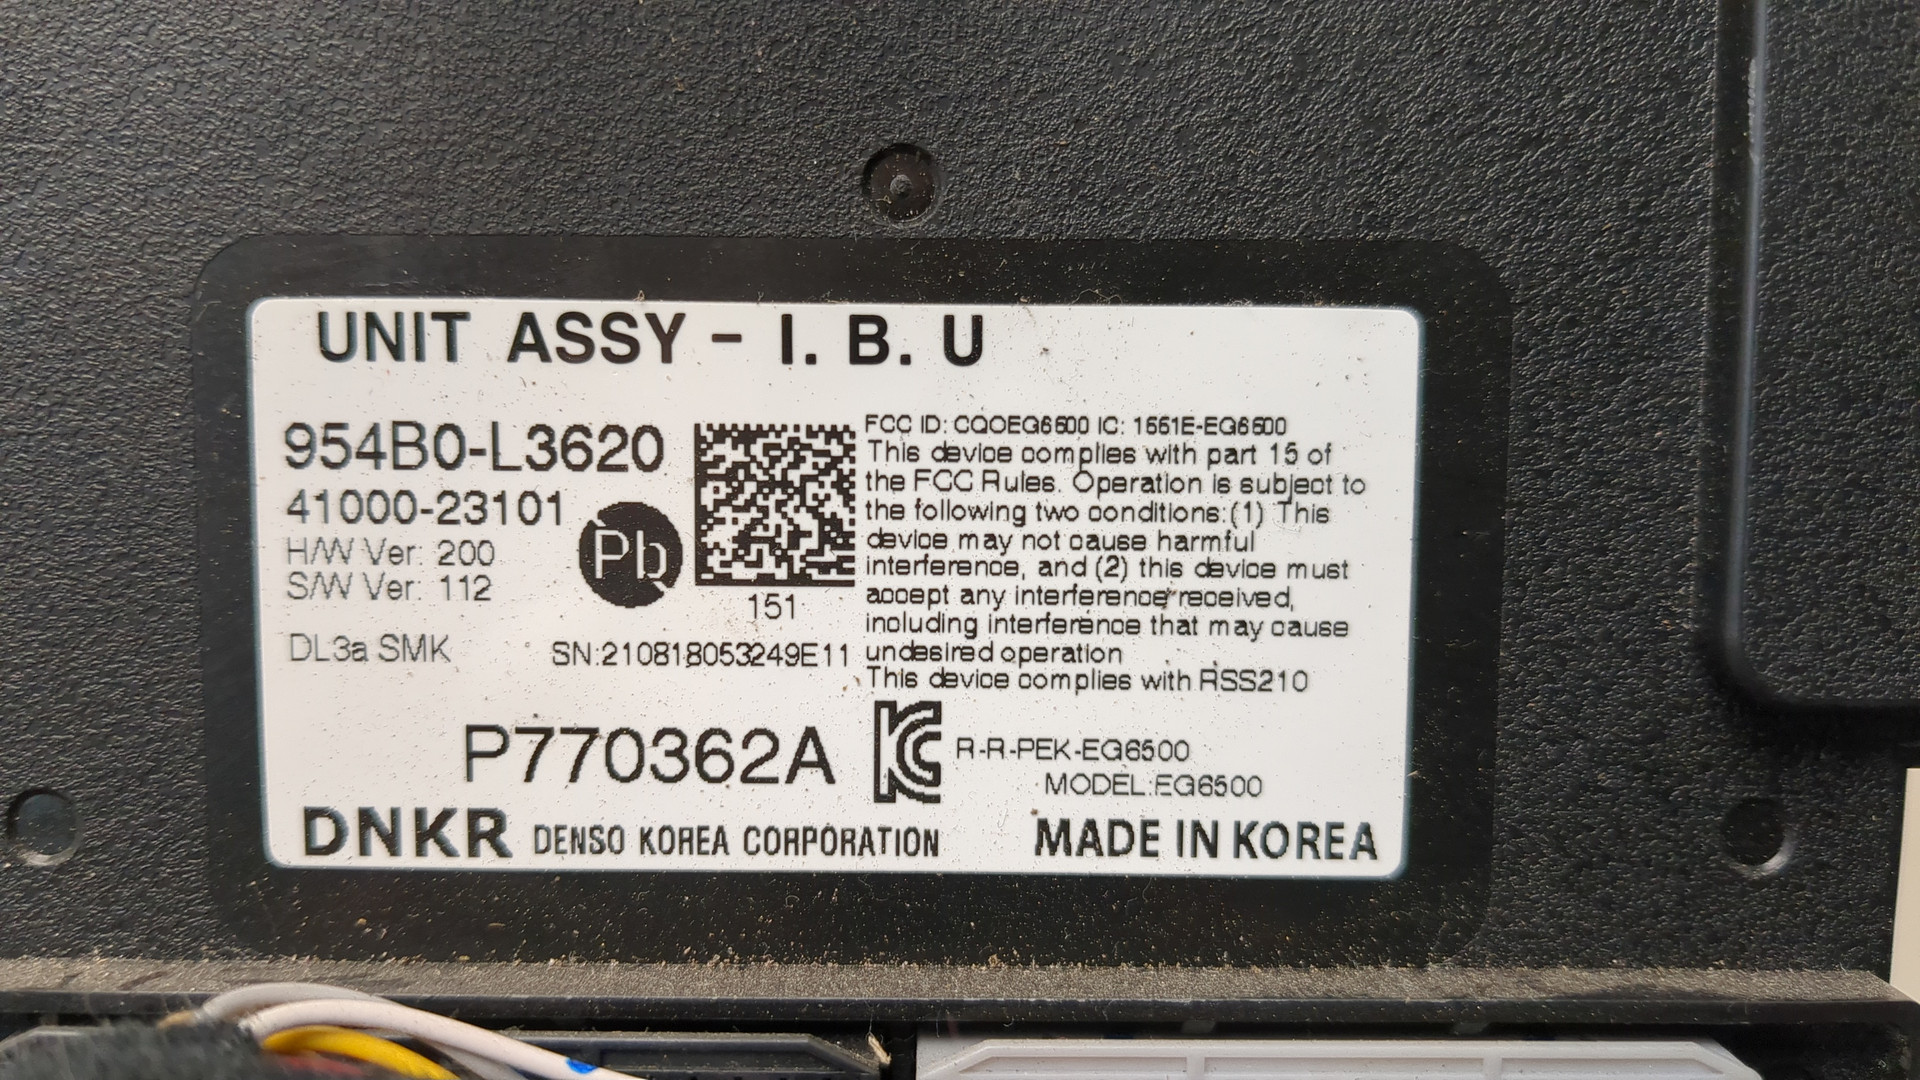 UNIT ASSY - I. B. U
954B0-L3620
41000-23101
H/W Ver: 200
S/W Ver: 112
Pb
151
DL3a SMK
SN:210818053249E11
FCC ID: CQOEG6500 IC: 1551E-EG6500
This device complies with part 15 of
the FCC Rules. Operation is subject to
the following two conditions:(1) This
device may not cause harmful
interference, and (2) this device must
accept any interference received,
including interference that may cause
undesired operation
This device complies with RSS210
P770362A
KC
R-R-PEK-EG6500
MODEL:EG6500
DNKR DENSO KOREA CORPORATION
MADE IN KOREA